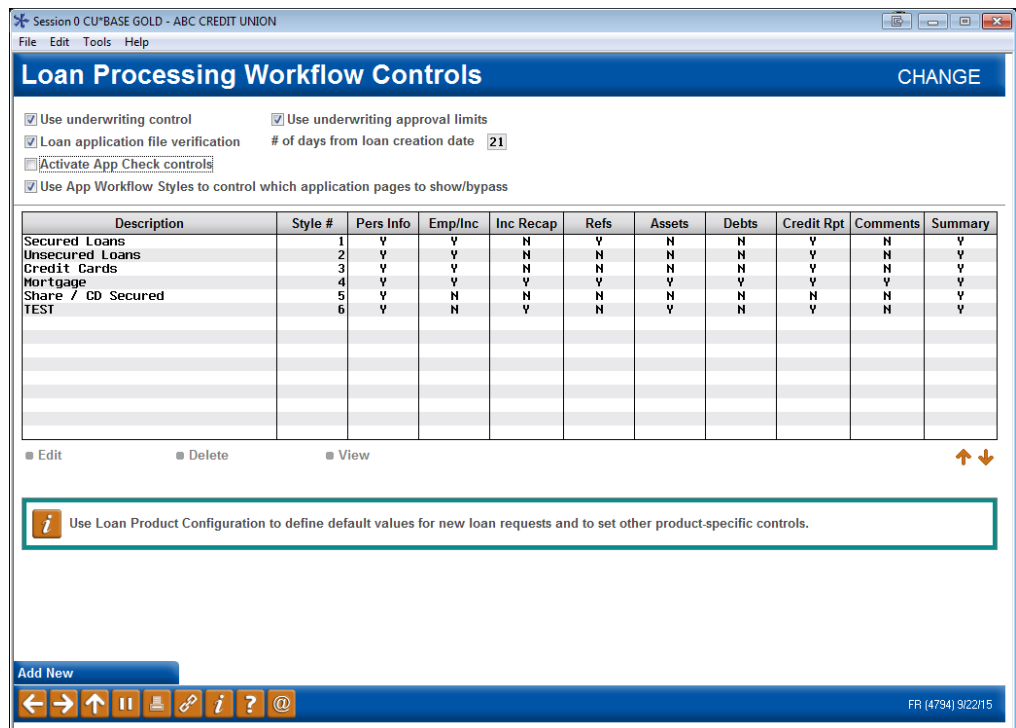 Session 0 CU*BASE GOLD - ABC CREDIT UNION
File Edit Tools Help
Loan Processing Workflow Controls CHANGE
Use underwriting control Use underwriting approval limits
Loan application file verification # of days from loan creation date 21
Activate App Check controls
Use App Workflow Styles to control which application pages to show/bypass
Description Style # Pers Info Emp/Inc Inc Recap Refs Assets Debts Credit Rpt Comments Summary
Secured Loans 1 Y Y N Y N N Y N Y
Unsecured Loans 2 Y Y N N N N Y N Y
Credit Cards 3 Y Y N N N N Y N Y
Mortgage 4 Y Y Y Y Y Y Y Y Y
Share / CD Secured 5 Y N N N N N N N Y
TEST 6 Y N Y N Y N Y N Y
Edit Delete View
i Use Loan Product Configuration to define default values for new loan requests and to set other product-specific controls.
Add New
i ? @ FR (4794) 9/22/15